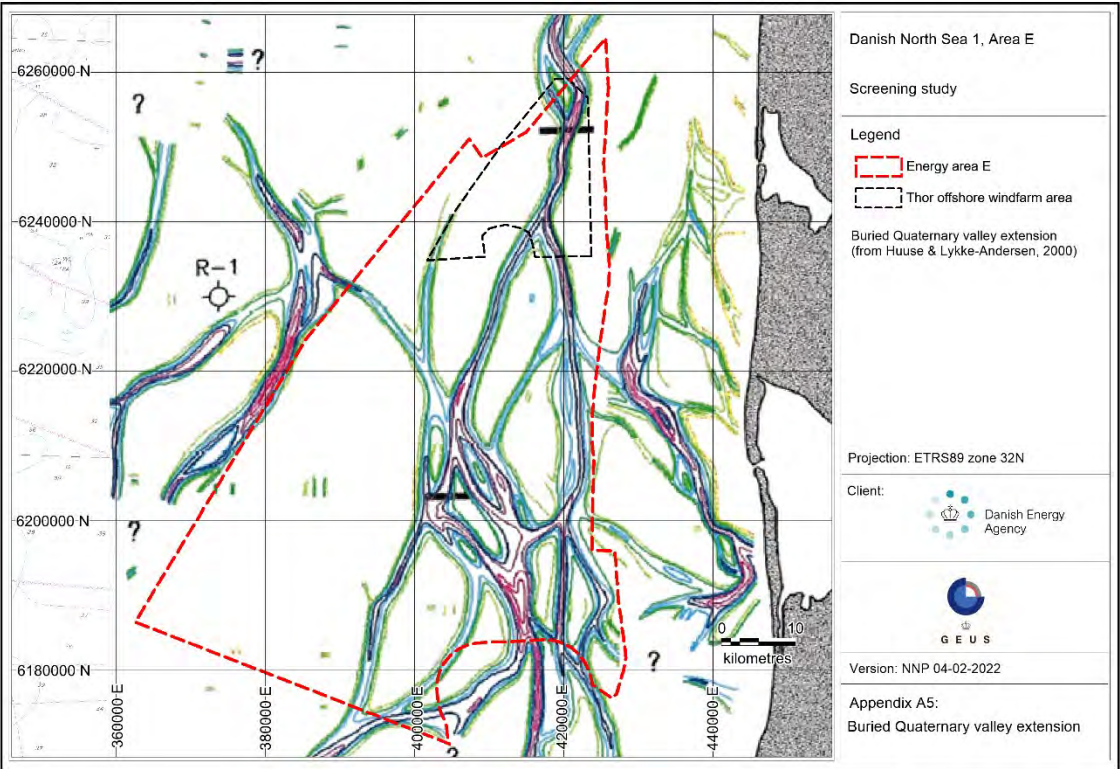 6260000 N
6240000 N
6220000 N
6200000 N
6180000 N
360000 E
380000 E
400000 E
420000 E
440000 E
?
?
R-1
?
?
?
0 10
kilometres
Danish North Sea 1, Area E
Screening study
Legend
Energy area E
Thor offshore windfarm area
Buried Quaternary valley extension
(from Huuse & Lykke-Andersen, 2000)
Projection: ETRS89 zone 32N
Client:
Danish Energy
Agency
G E U S
Version: NNP 04-02-2022
Appendix A5:
Buried Quaternary valley extension